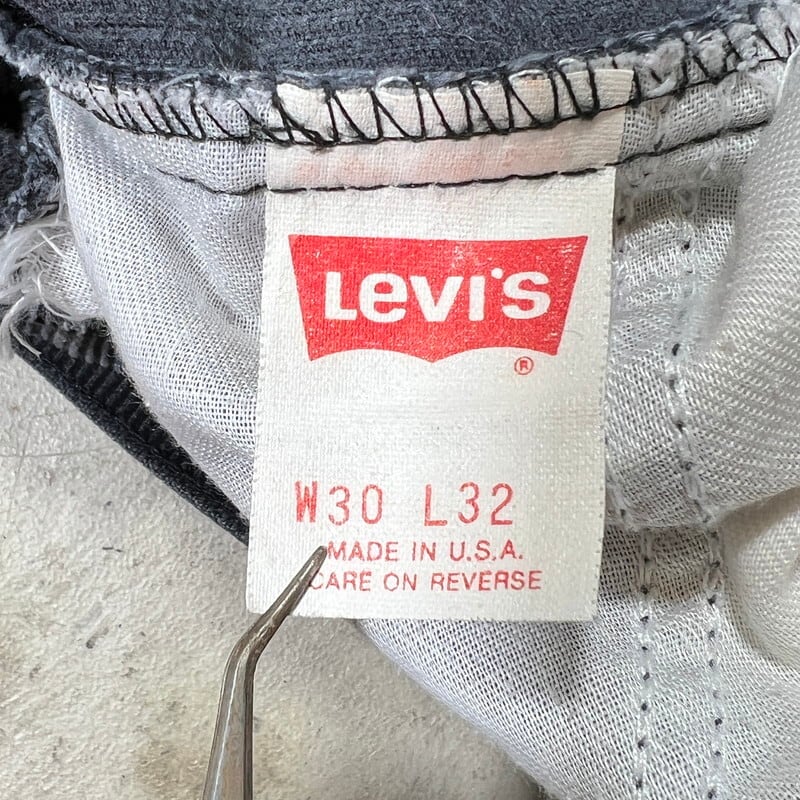 LEVI'S
®
W30 L32
MADE IN U.S.A.
CARE ON REVERSE